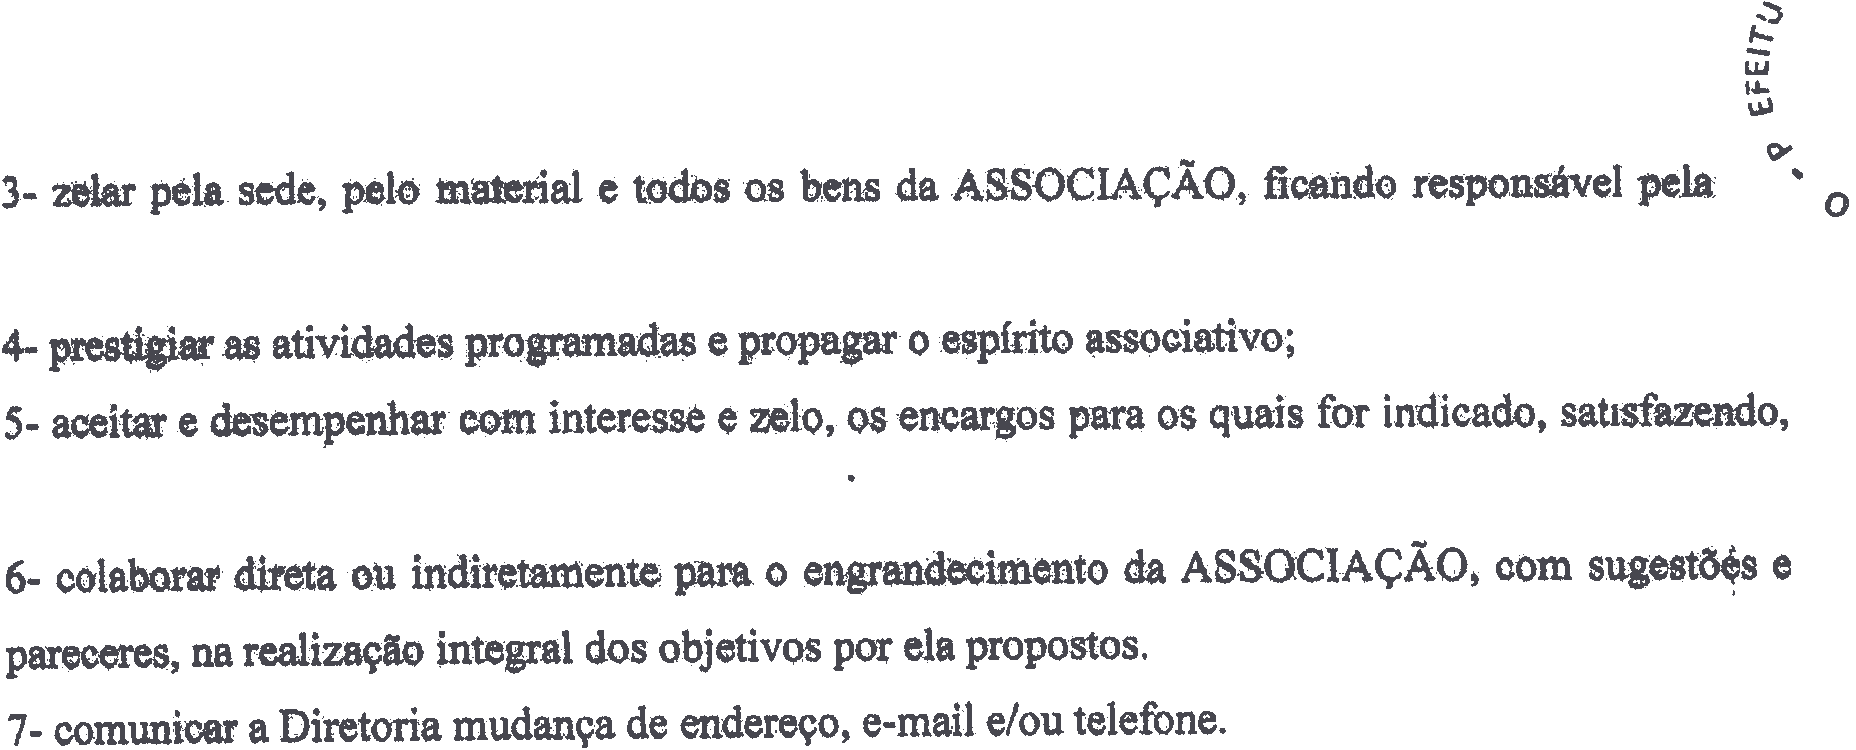 EFEITU
3- zelar pela sede, pelo material e todos os bens da ASSOCIAÇÃO, ficando responsável pela
4- prestigiar as atividades programadas e propagar o espírito associativo;
5- aceitar e desempenhar com interesse e zelo, os encargos para os quais for indicado, satisfazendo,
6- colaborar direta ou indiretamente para o engrandecimento da ASSOCIAÇÃO, com sugestões e
pareceres, na realização integral dos objetivos por ela propostos.
7- comunicar a Diretoria mudança de endereço, e-mail e/ou telefone.